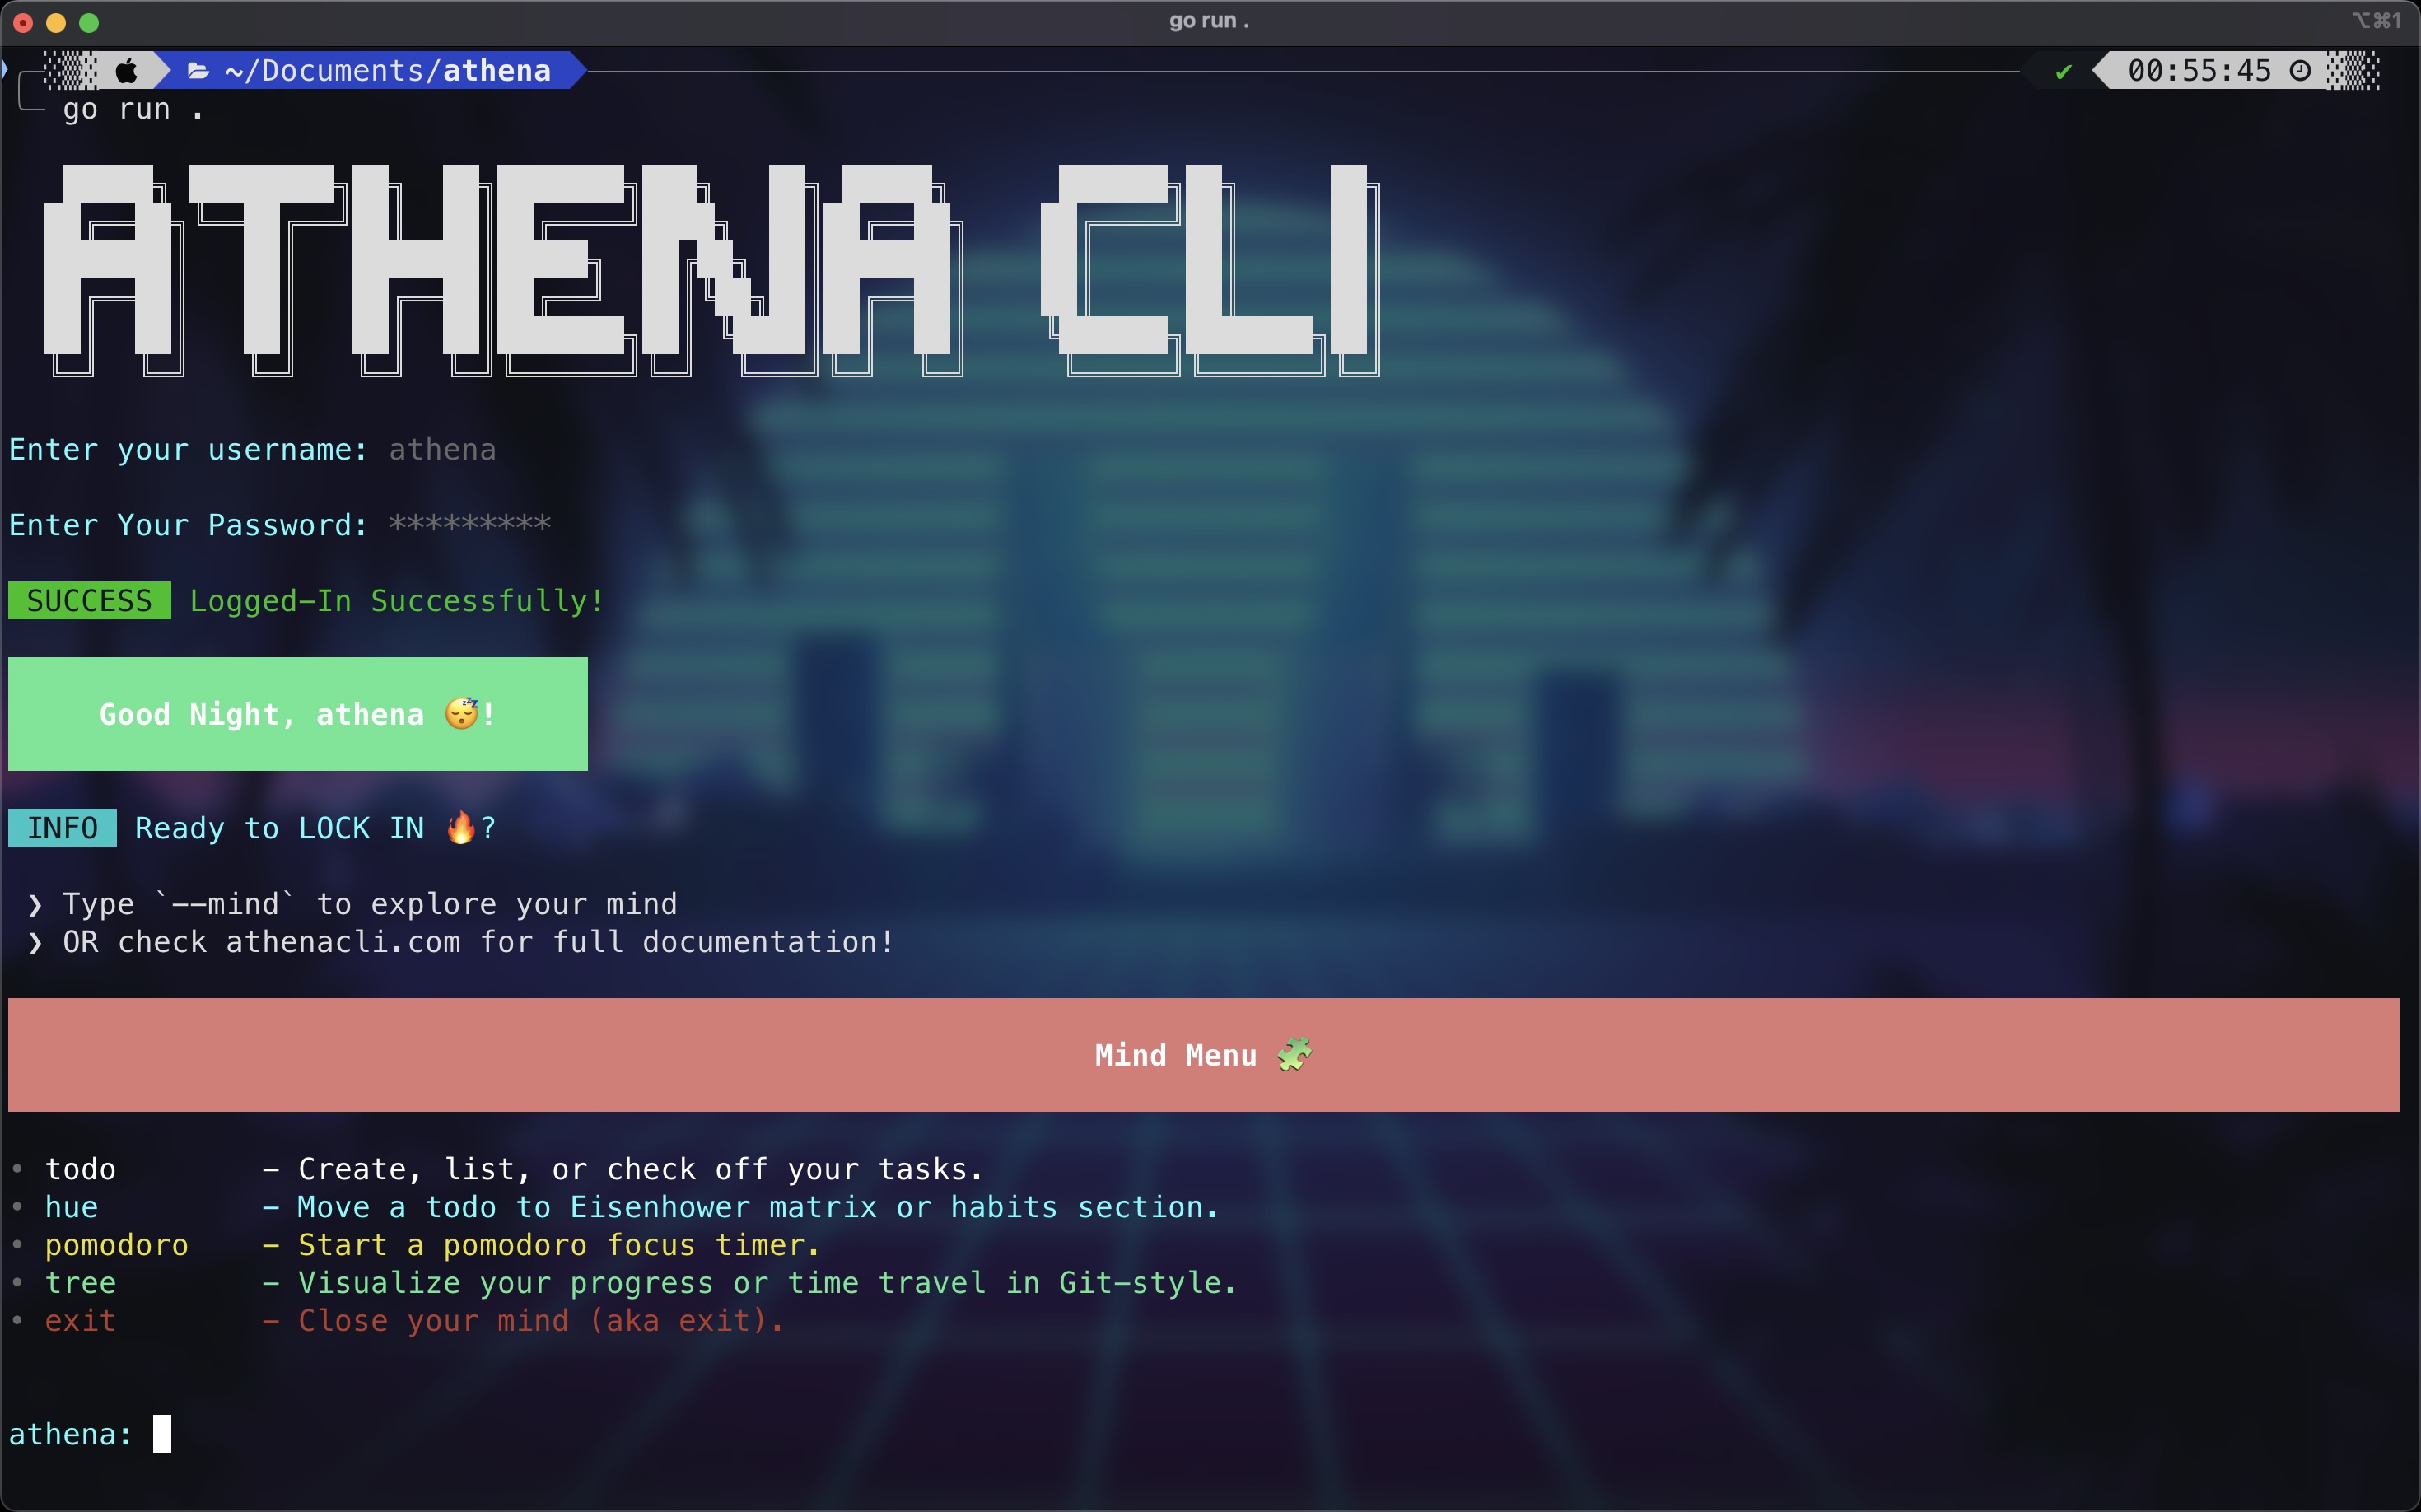 go run .
⌥⌘1
~/Documents/athena ✔ 00:55:45
go run .
ATHENA CLI
Enter your username: athena
Enter Your Password: *********
SUCCESS Logged-In Successfully!
Good Night, athena 😴!
INFO Ready to LOCK IN 🔥?
❯ Type `--mind` to explore your mind
❯ OR check athenacli.com for full documentation!
Mind Menu 🧩
• todo - Create, list, or check off your tasks.
• hue - Move a todo to Eisenhower matrix or habits section.
• pomodoro - Start a pomodoro focus timer.
• tree - Visualize your progress or time travel in Git-style.
• exit - Close your mind (aka exit).
athena: